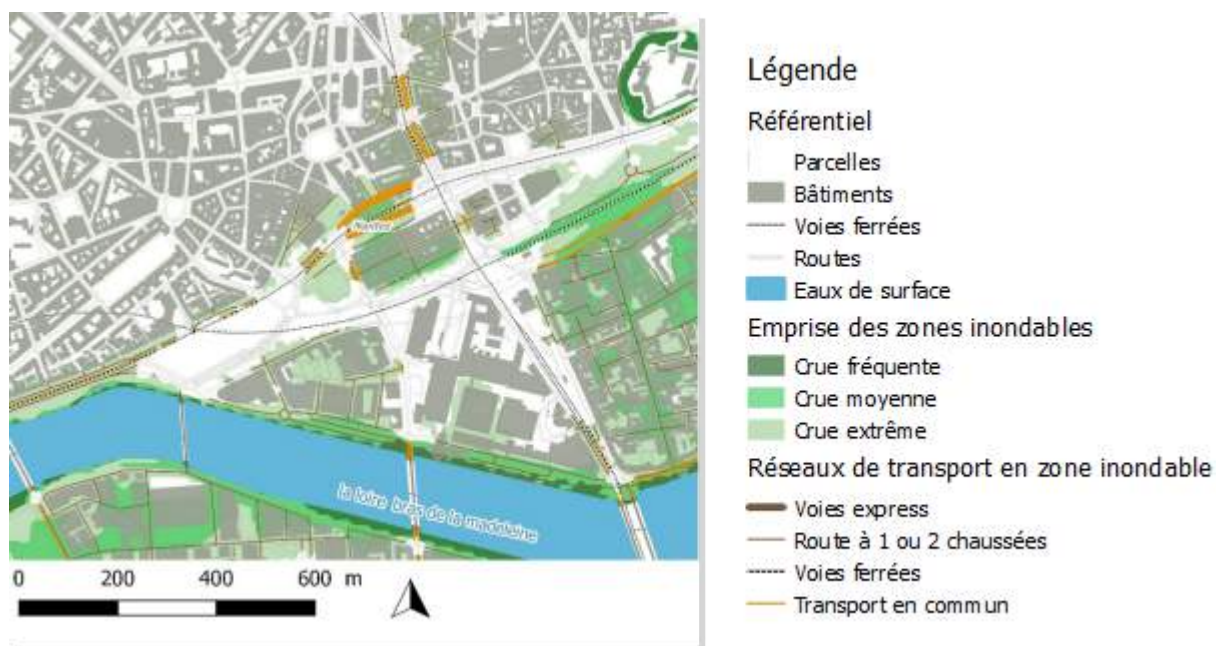 Légende
Référentiel
Parcelles
Bâtiments
Voies ferrées
Routes
Eaux de surface
Emprise des zones inondables
Crue fréquente
Crue moyenne
Crue extrême
Réseaux de transport en zone inondable
Voies express
Route à 1 ou 2 chaussées
Voies ferrées
Transport en commun
Nantes
la loire bras de la madeleine
0 200 400 600 m